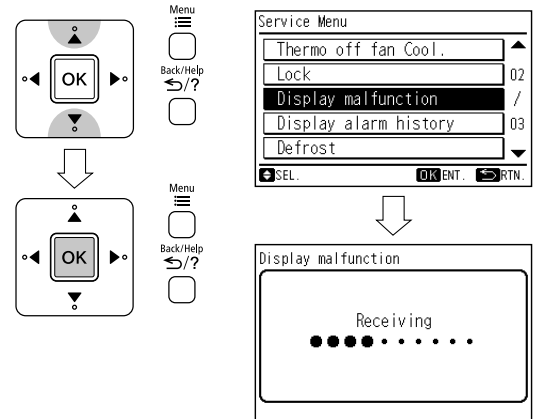 Menu
OK
Back/Help
?
Menu
OK
Back/Help
?
Service Menu
Thermo off fan Cool.
Lock
02
Display malfunction
/
Display alarm history
03
Defrost
SEL.
OK ENT.
RTN.
Display malfunction
Receiving